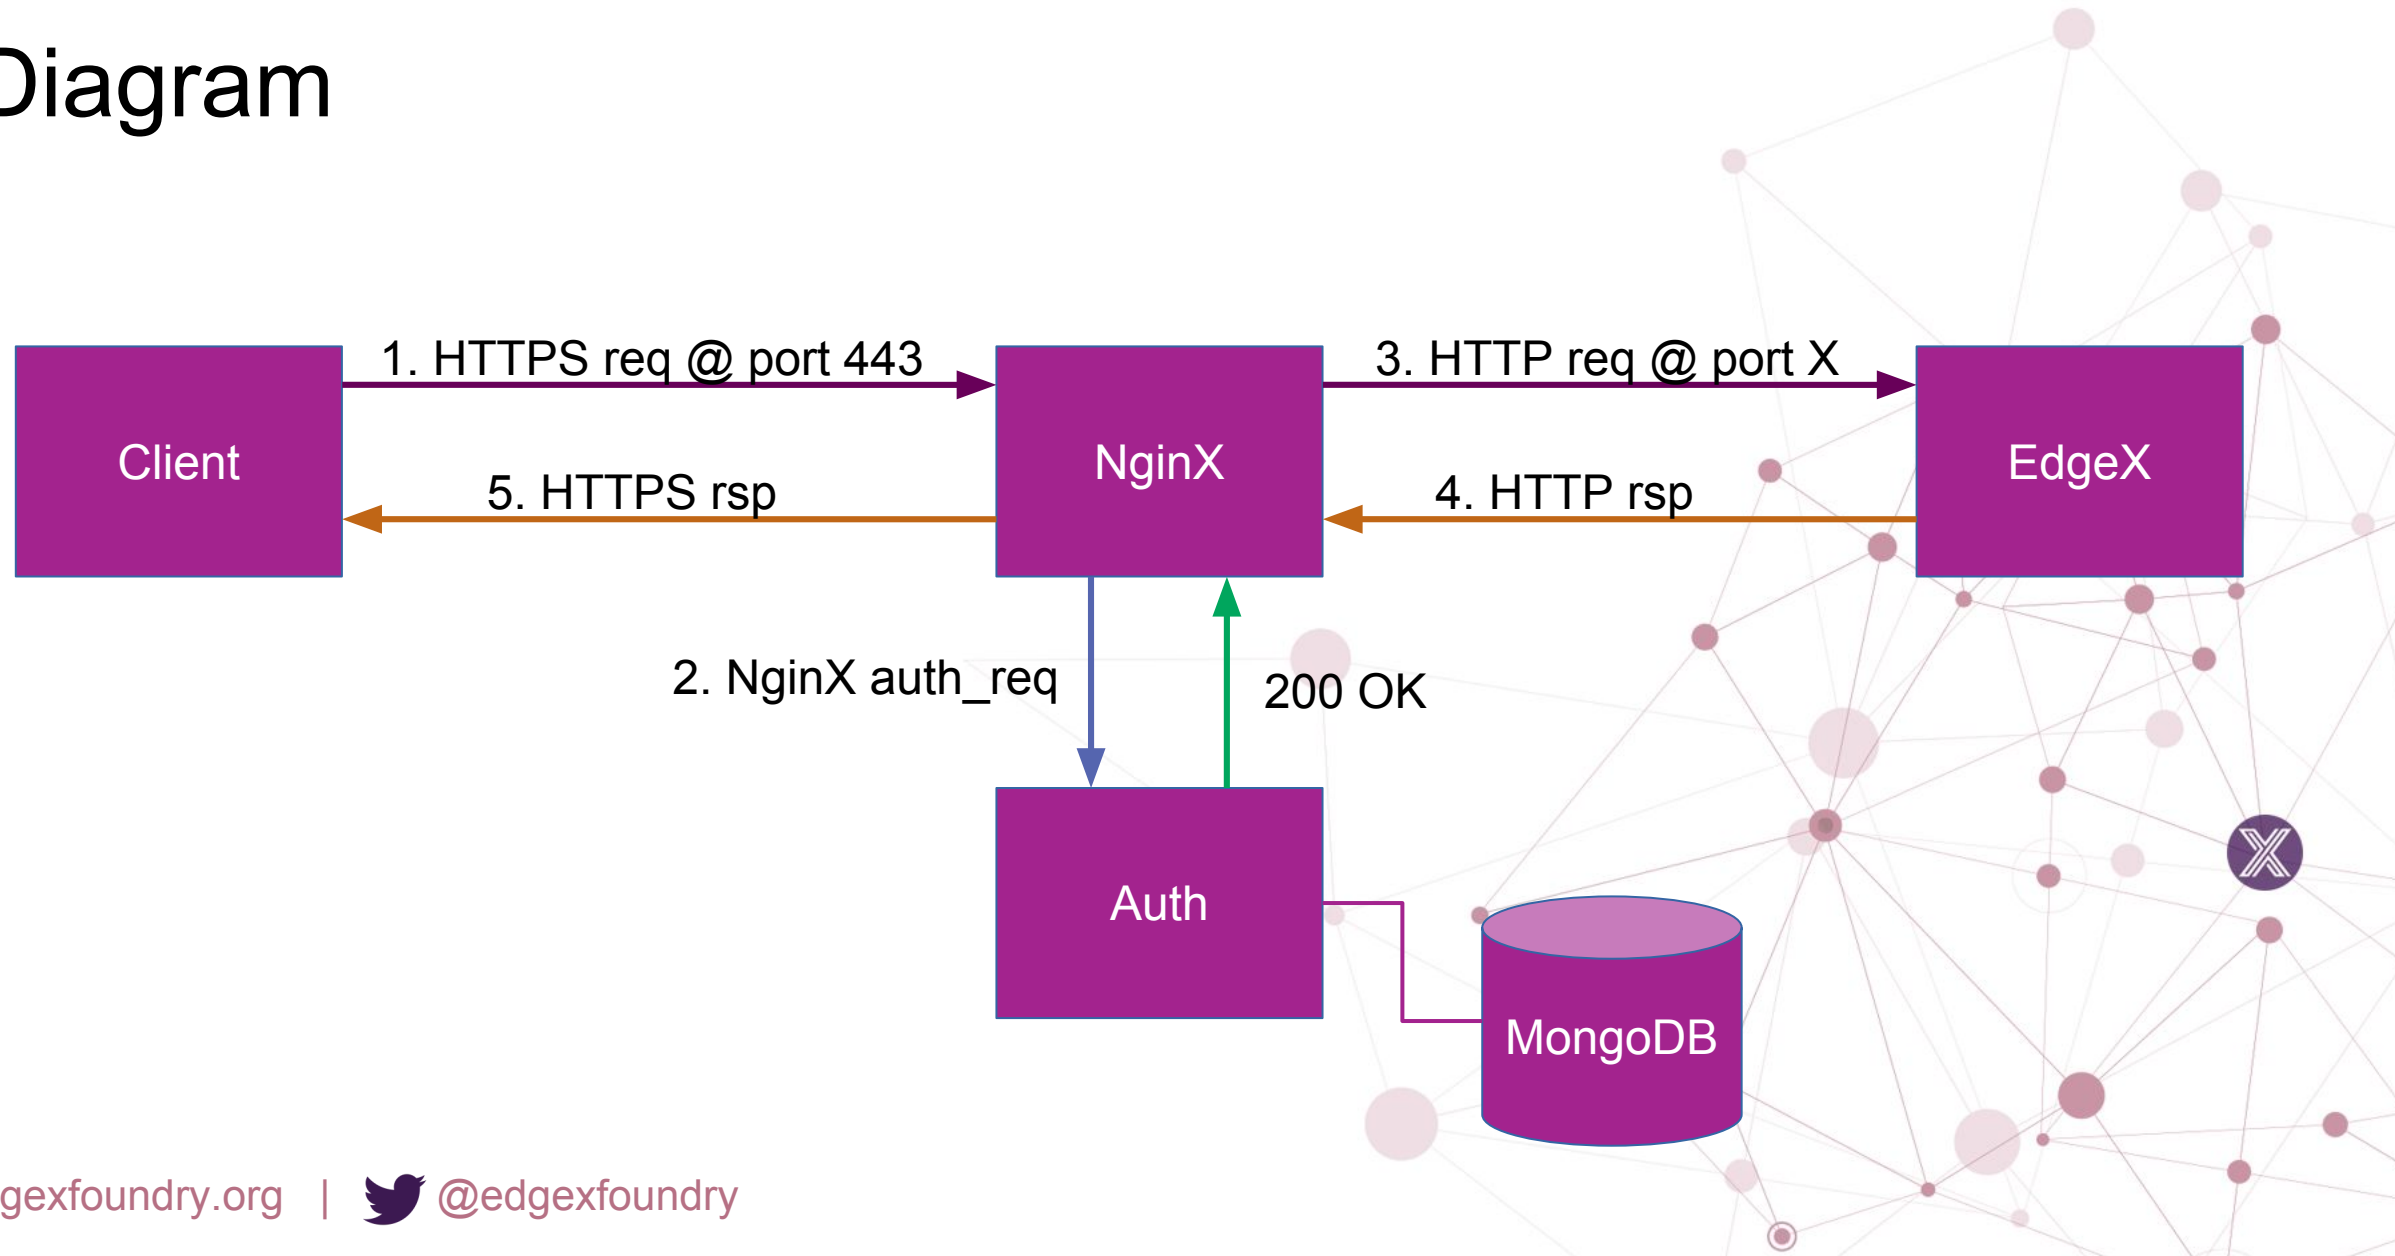 Diagram
1. HTTPS req @ port 443
3. HTTP req @ port X
Client
NginX
EdgeX
5. HTTPS rsp
4. HTTP rsp
2. NginX auth_req
200 OK
Auth
MongoDB
gexfoundry.org | @edgexfoundry